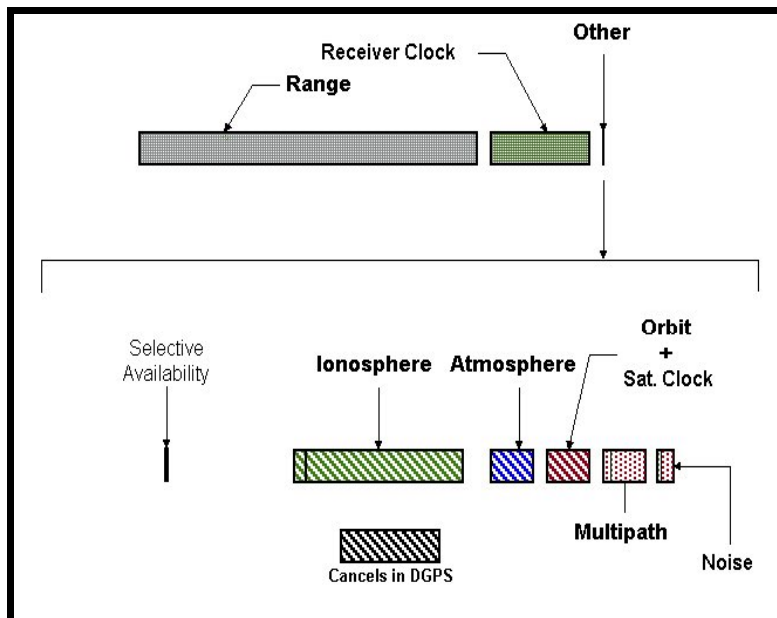 Other
Receiver Clock
Range
Selective
Availability
Ionosphere
Atmosphere
Orbit
+
Sat. Clock
Multipath
Noise
Cancels in DGPS